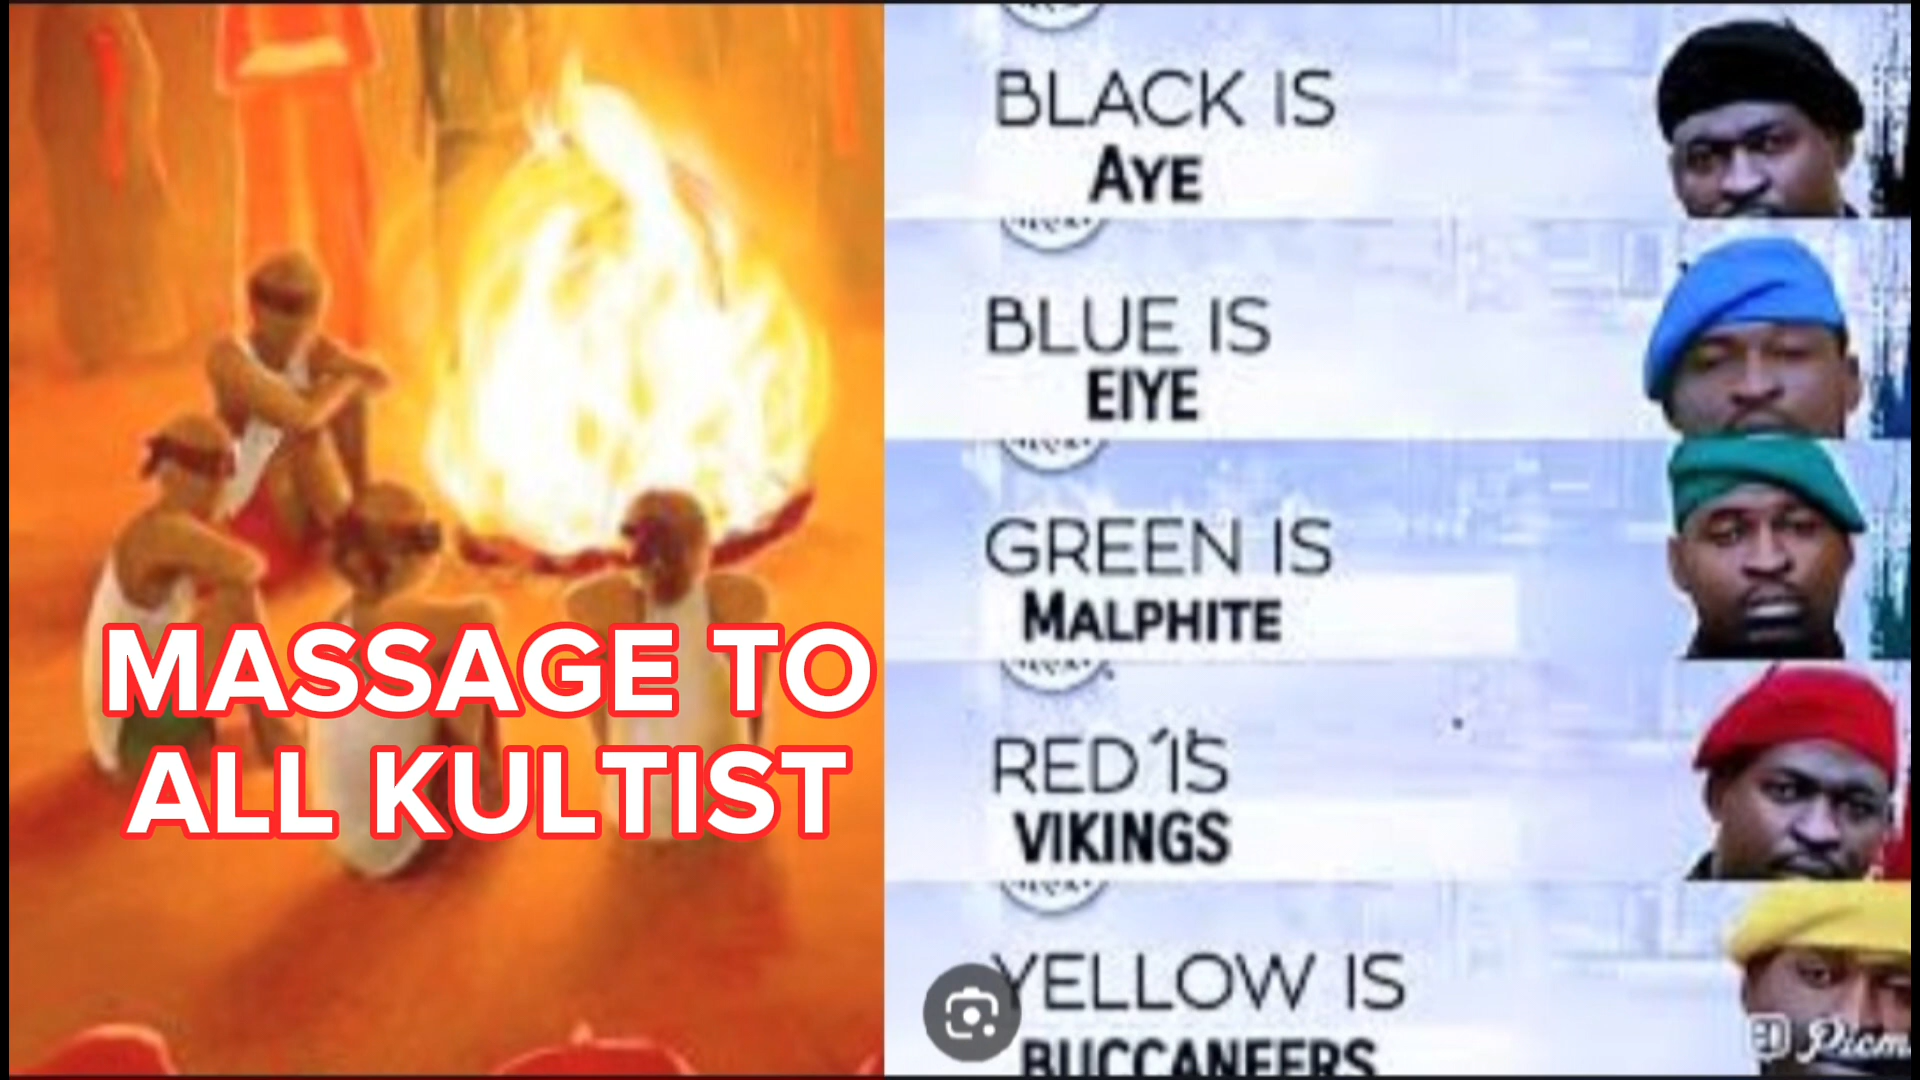 MASSAGE TO
ALL KULTIST
BLACK IS
AYE
BLUE IS
EIYE
GREEN IS
MALPHITE
RED IS
VIKINGS
YELLOW IS
BUCCANEERS